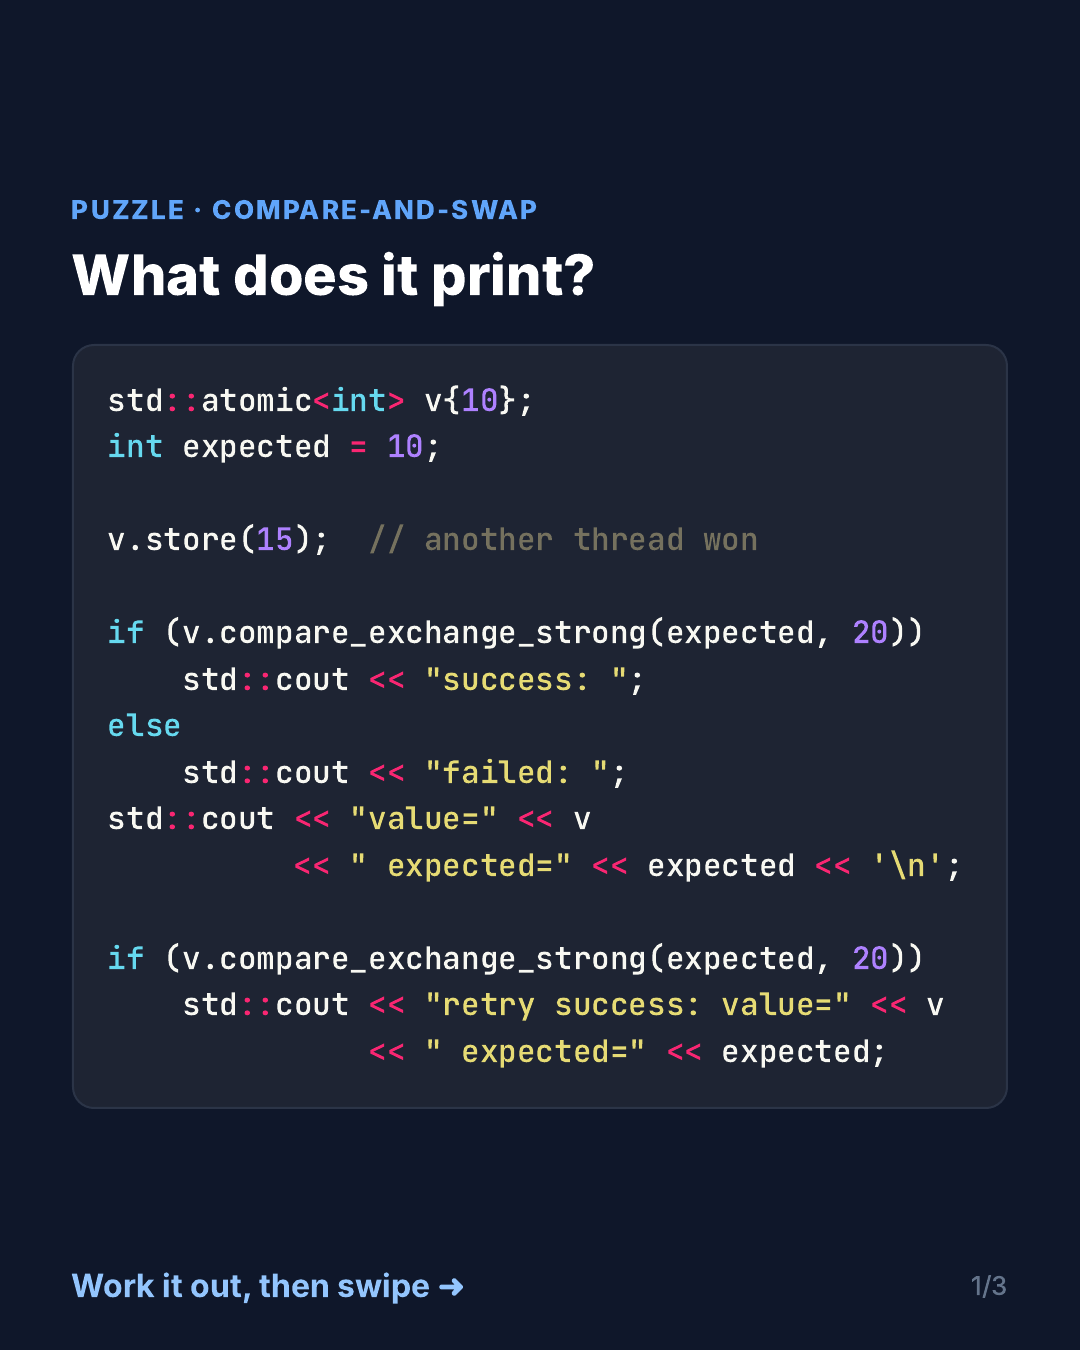 PUZZLE · COMPARE-AND-SWAP
What does it print?
std::atomic<int> v{10};
int expected = 10;

v.store(15);  // another thread won

if (v.compare_exchange_strong(expected, 20))
    std::cout << "success: ";
else
    std::cout << "failed: ";
std::cout << "value=" << v
          << " expected=" << expected << '\n';

if (v.compare_exchange_strong(expected, 20))
    std::cout << "retry success: value=" << v
              << " expected=" << expected;
Work it out, then swipe ➜
1/3